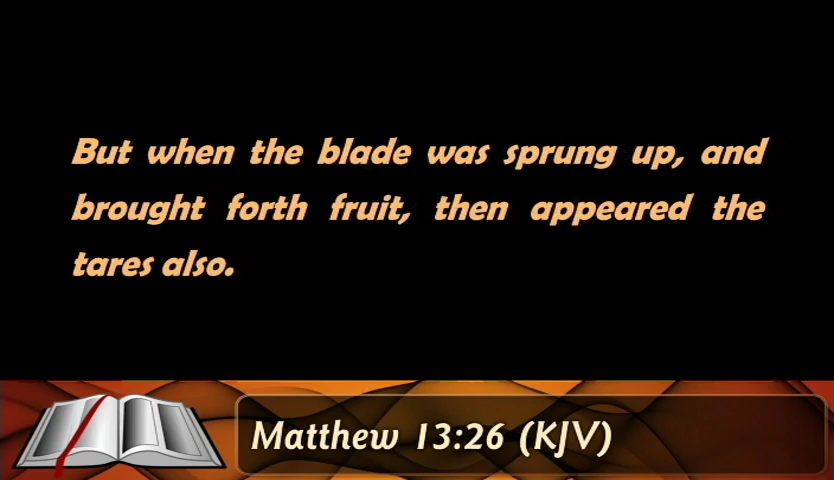 But when the blade was sprung up, and
brought forth fruit, then appeared the
tares also.
Matthew 13:26 (KJV)